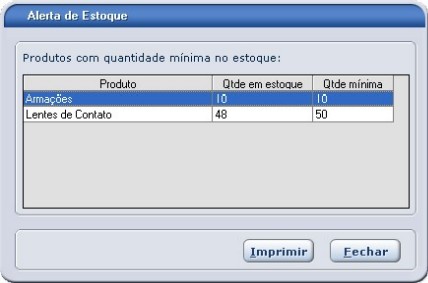 Alerta de Estoque
Produtos com quantidade mínima no estoque:
Produto Qtde em estoque Qtde mínima
Armações 10 10
Lentes de Contato 48 50
Imprimir Fechar